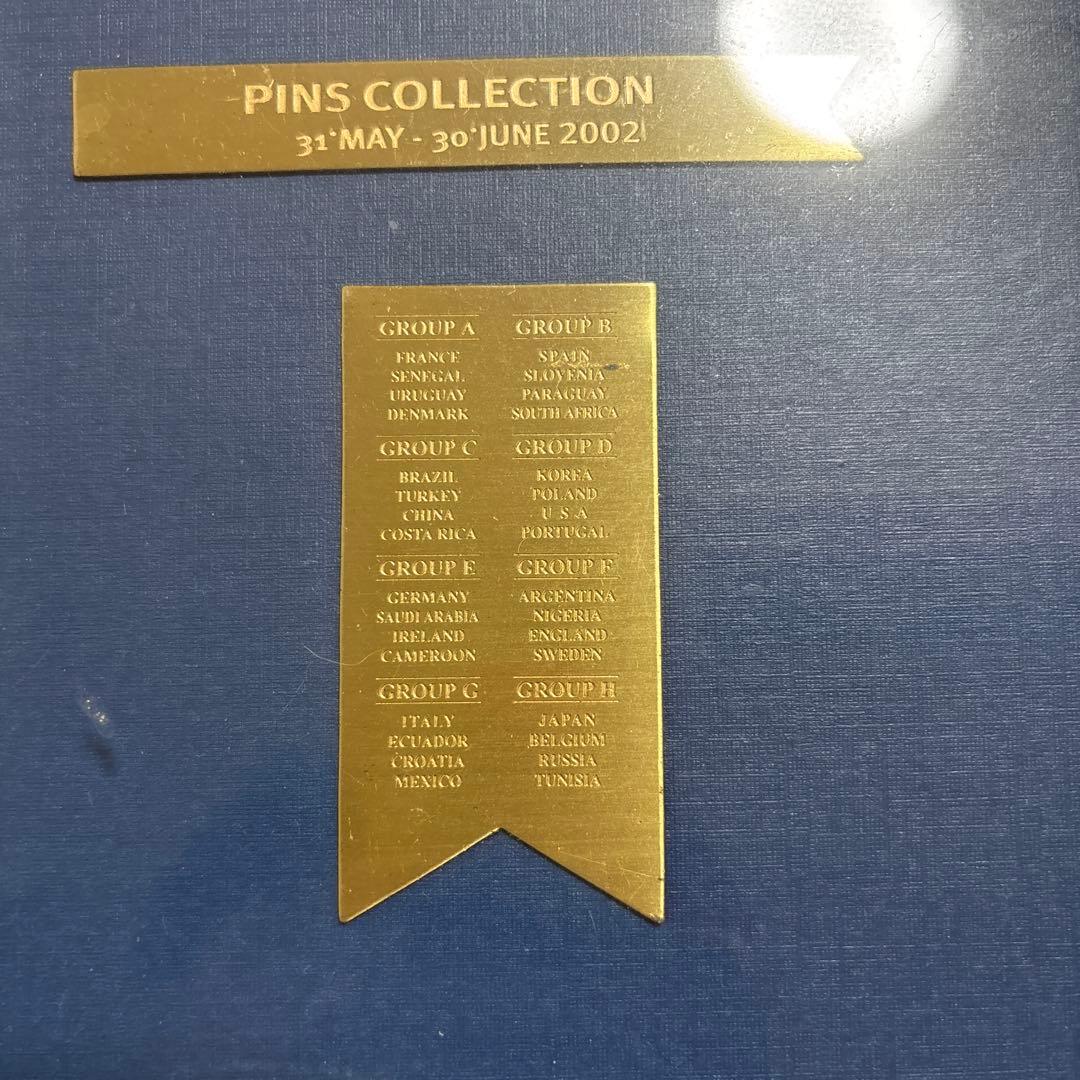 PINS COLLECTION
31·MAY - 30·JUNE 2002
GROUP A
FRANCE
SENEGAL
URUGUAY
DENMARK
GROUP B
SPAIN
SLOVENIA
PARAGUAY
SOUTH AFRICA
GROUP C
BRAZIL
TURKEY
CHINA
COSTA RICA
GROUP D
KOREA
POLAND
U S A
PORTUGAL
GROUP E
GERMANY
SAUDI ARABIA
IRELAND
CAMEROON
GROUP F
ARGENTINA
NIGERIA
ENGLAND
SWEDEN
GROUP G
ITALY
ECUADOR
CROATIA
MEXICO
GROUP H
JAPAN
BELGIUM
RUSSIA
TUNISIA